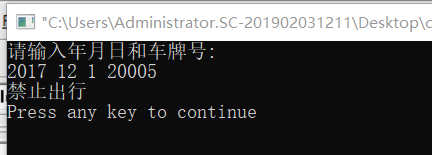 "C:\Users\Administrator.SC-201902031211\Desktop\c
请输入年月日和车牌号:
2017 12 1 20005
禁止出行
Press any key to continue